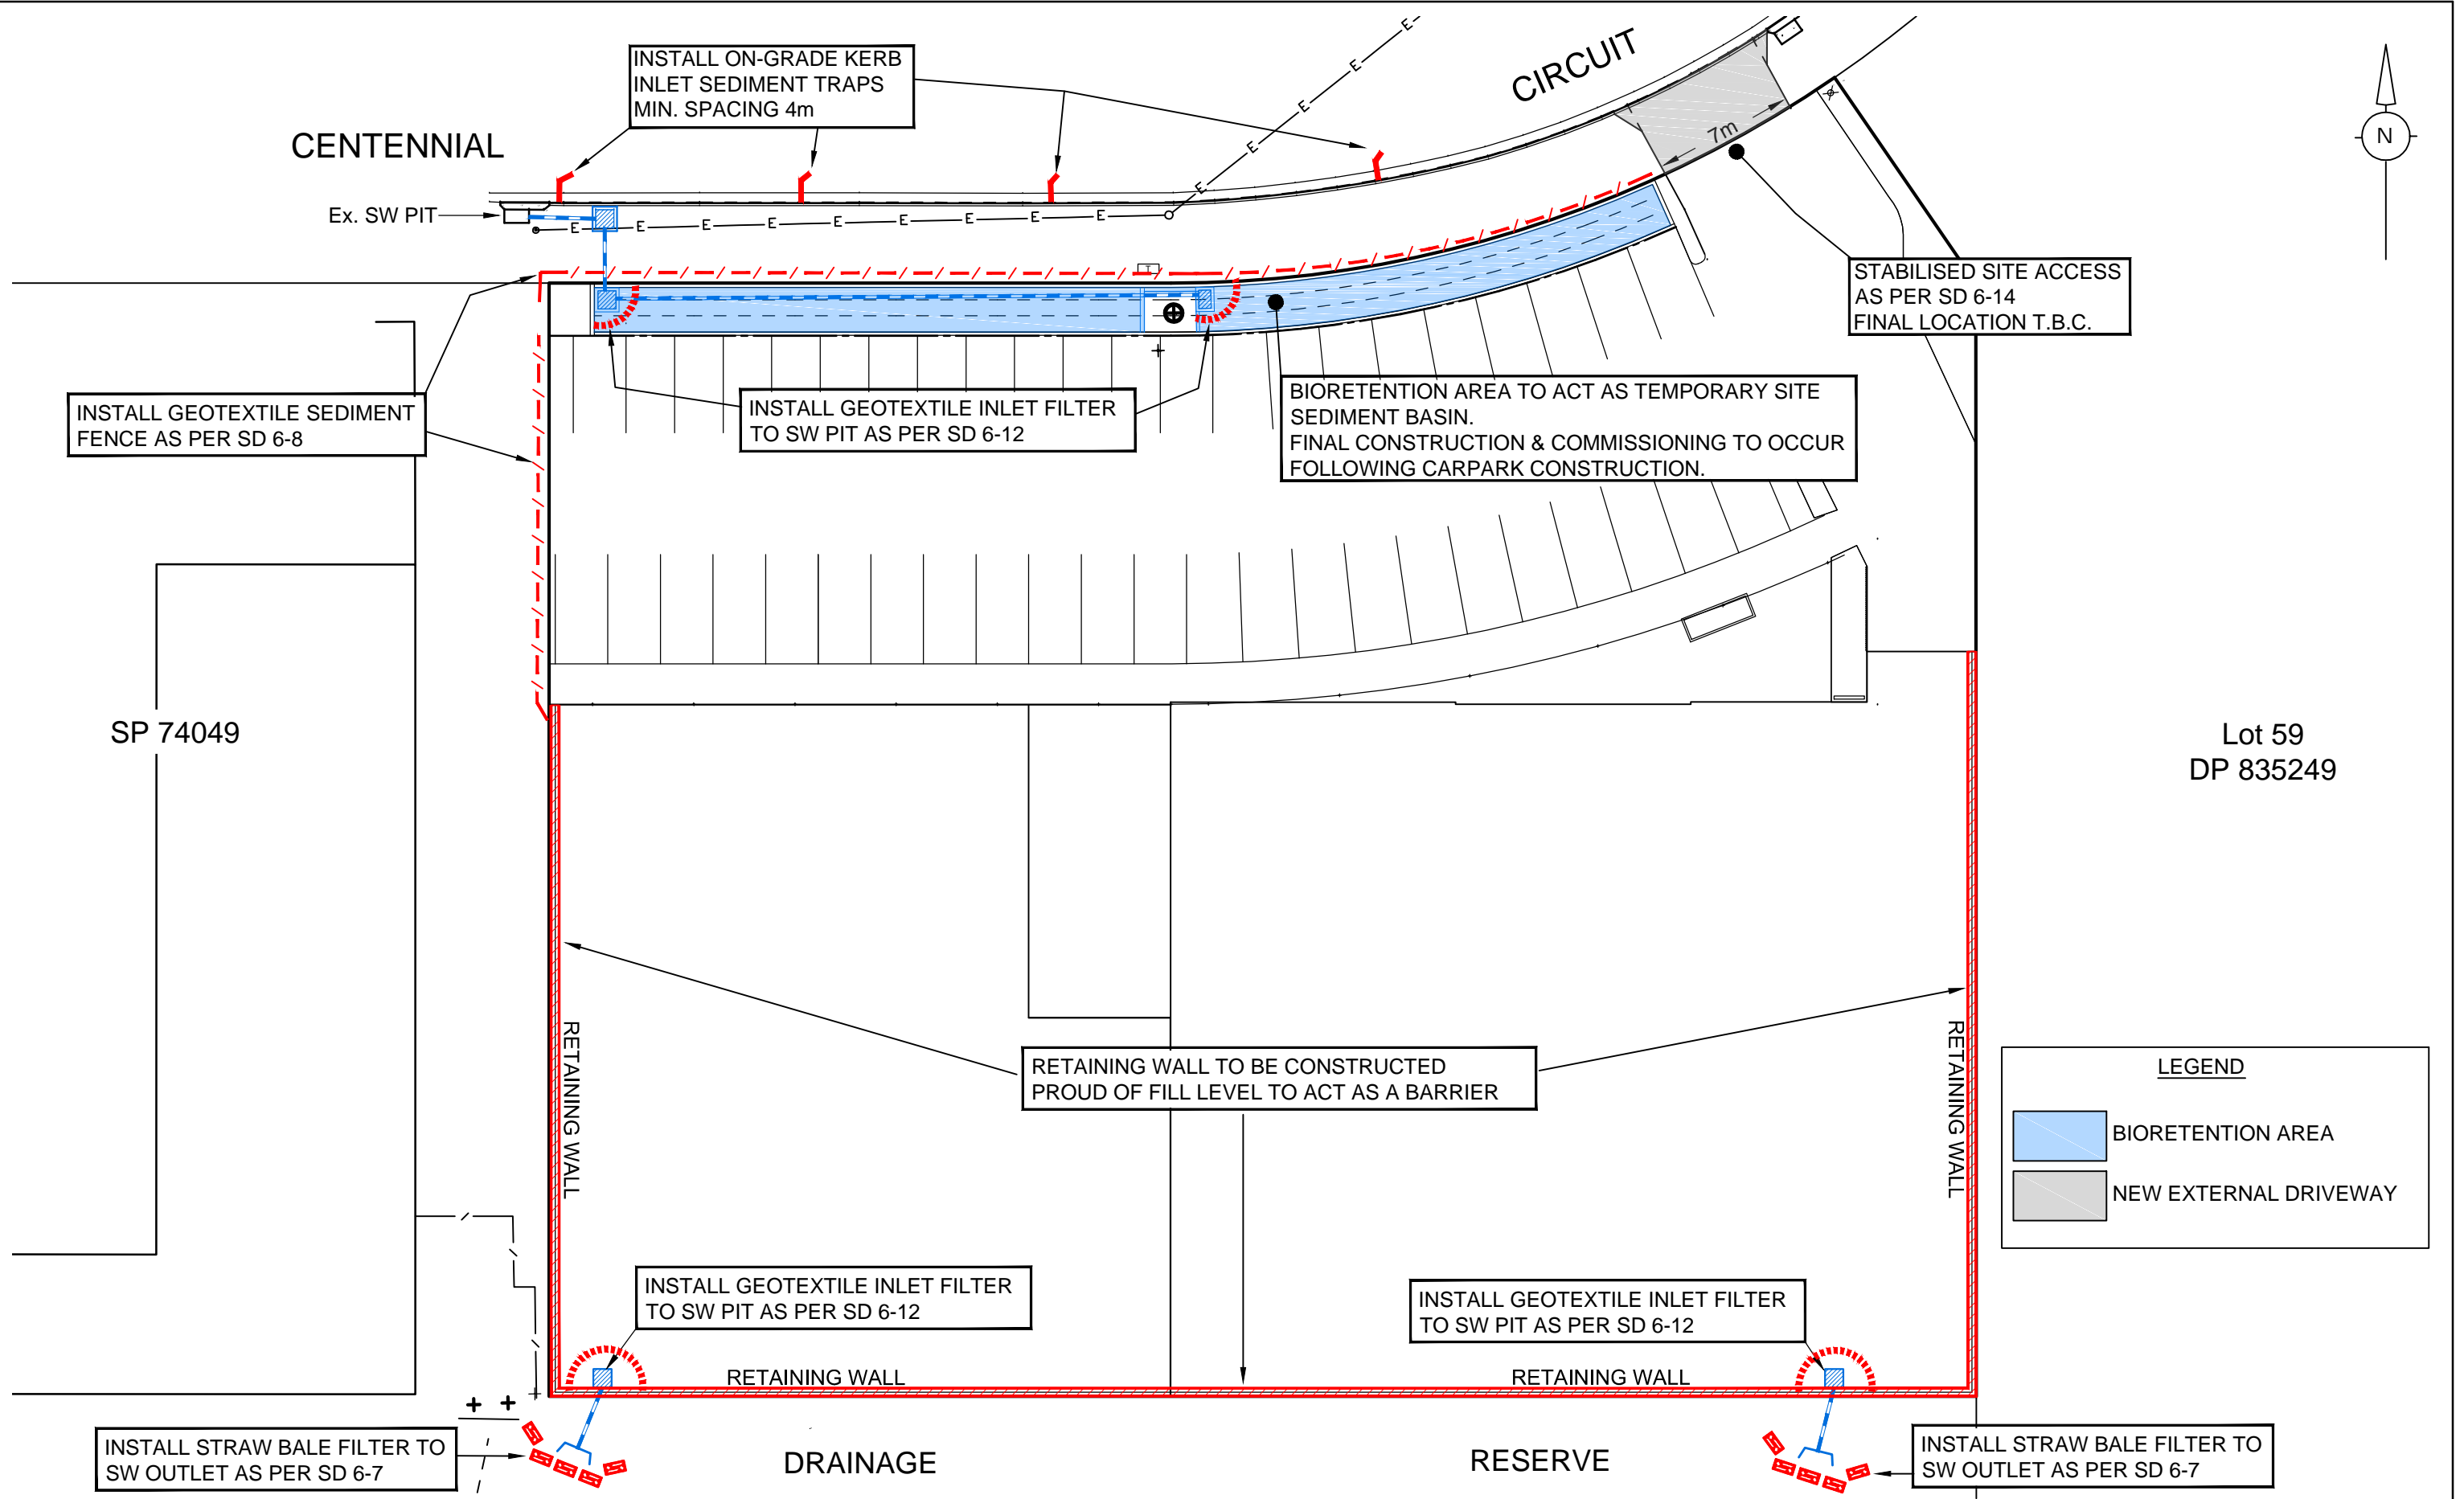 INSTALL ON-GRADE KERB
INLET SEDIMENT TRAPS
MIN. SPACING 4m
CENTENNIAL
CIRCUIT
7m
N
Ex. SW PIT
E
E
E
E
E
E
E
E
E
E
E
E
E
E
STABILISED SITE ACCESS
AS PER SD 6-14
FINAL LOCATION T.B.C.
INSTALL GEOTEXTILE SEDIMENT
FENCE AS PER SD 6-8
INSTALL GEOTEXTILE INLET FILTER
TO SW PIT AS PER SD 6-12
BIORETENTION AREA TO ACT AS TEMPORARY SITE
SEDIMENT BASIN.
FINAL CONSTRUCTION & COMMISSIONING TO OCCUR
FOLLOWING CARPARK CONSTRUCTION.
SP 74049
Lot 59
DP 835249
RETAINING WALL
RETAINING WALL TO BE CONSTRUCTED
PROUD OF FILL LEVEL TO ACT AS A BARRIER
RETAINING WALL
LEGEND
BIORETENTION AREA
NEW EXTERNAL DRIVEWAY
INSTALL GEOTEXTILE INLET FILTER
TO SW PIT AS PER SD 6-12
INSTALL GEOTEXTILE INLET FILTER
TO SW PIT AS PER SD 6-12
RETAINING WALL
RETAINING WALL
INSTALL STRAW BALE FILTER TO
SW OUTLET AS PER SD 6-7
DRAINAGE
RESERVE
INSTALL STRAW BALE FILTER TO
SW OUTLET AS PER SD 6-7